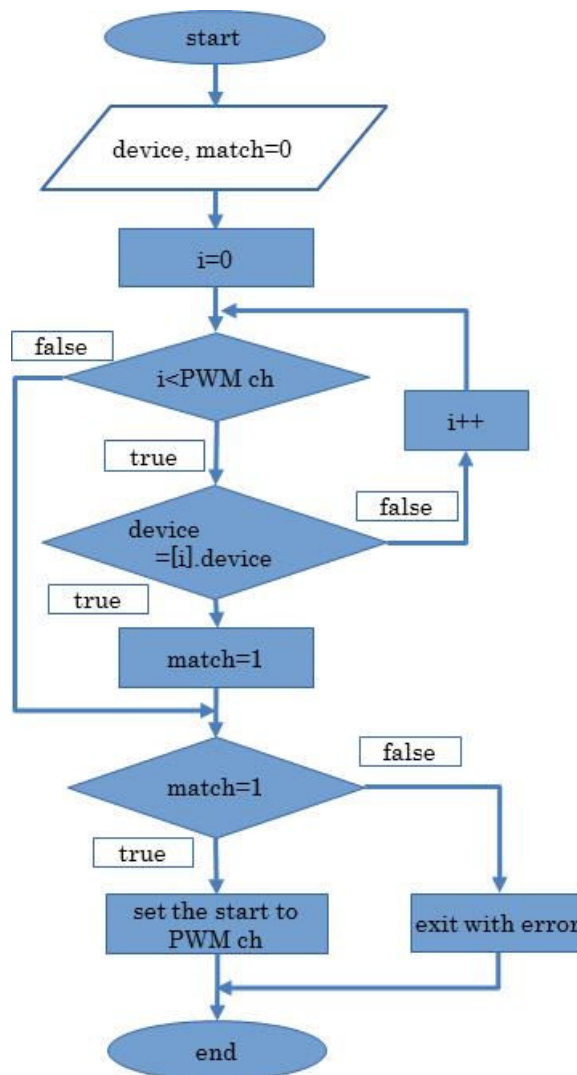 start
device, match=0
i=0
false
i<PWM ch
i++
true
false
device
=[i].device
true
match=1
false
match=1
true
set the start to
PWM ch
exit with error
end